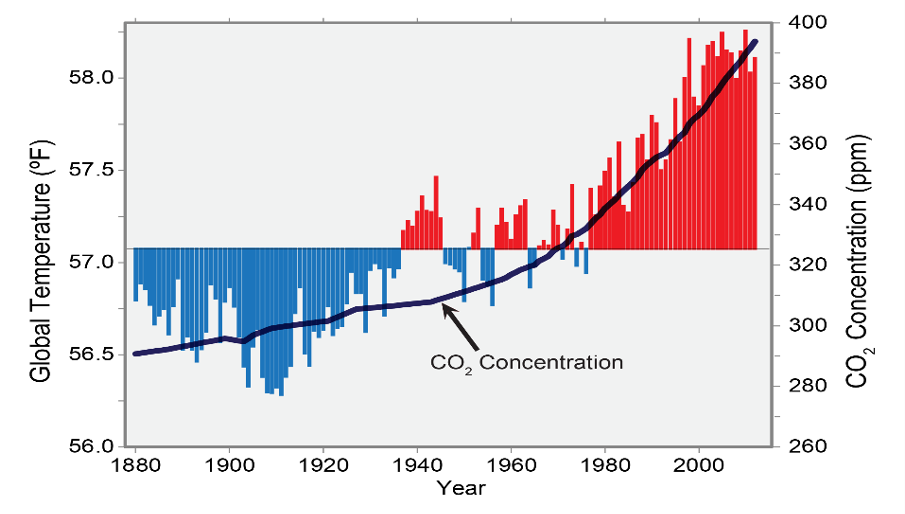 Global Temperature (ºF)
58.0
57.5
57.0
56.5
56.0
400
380
360
340
320
300
280
260
CO₂ Concentration (ppm)
CO₂ Concentration
1880 1900 1920 1940 1960 1980 2000
Year